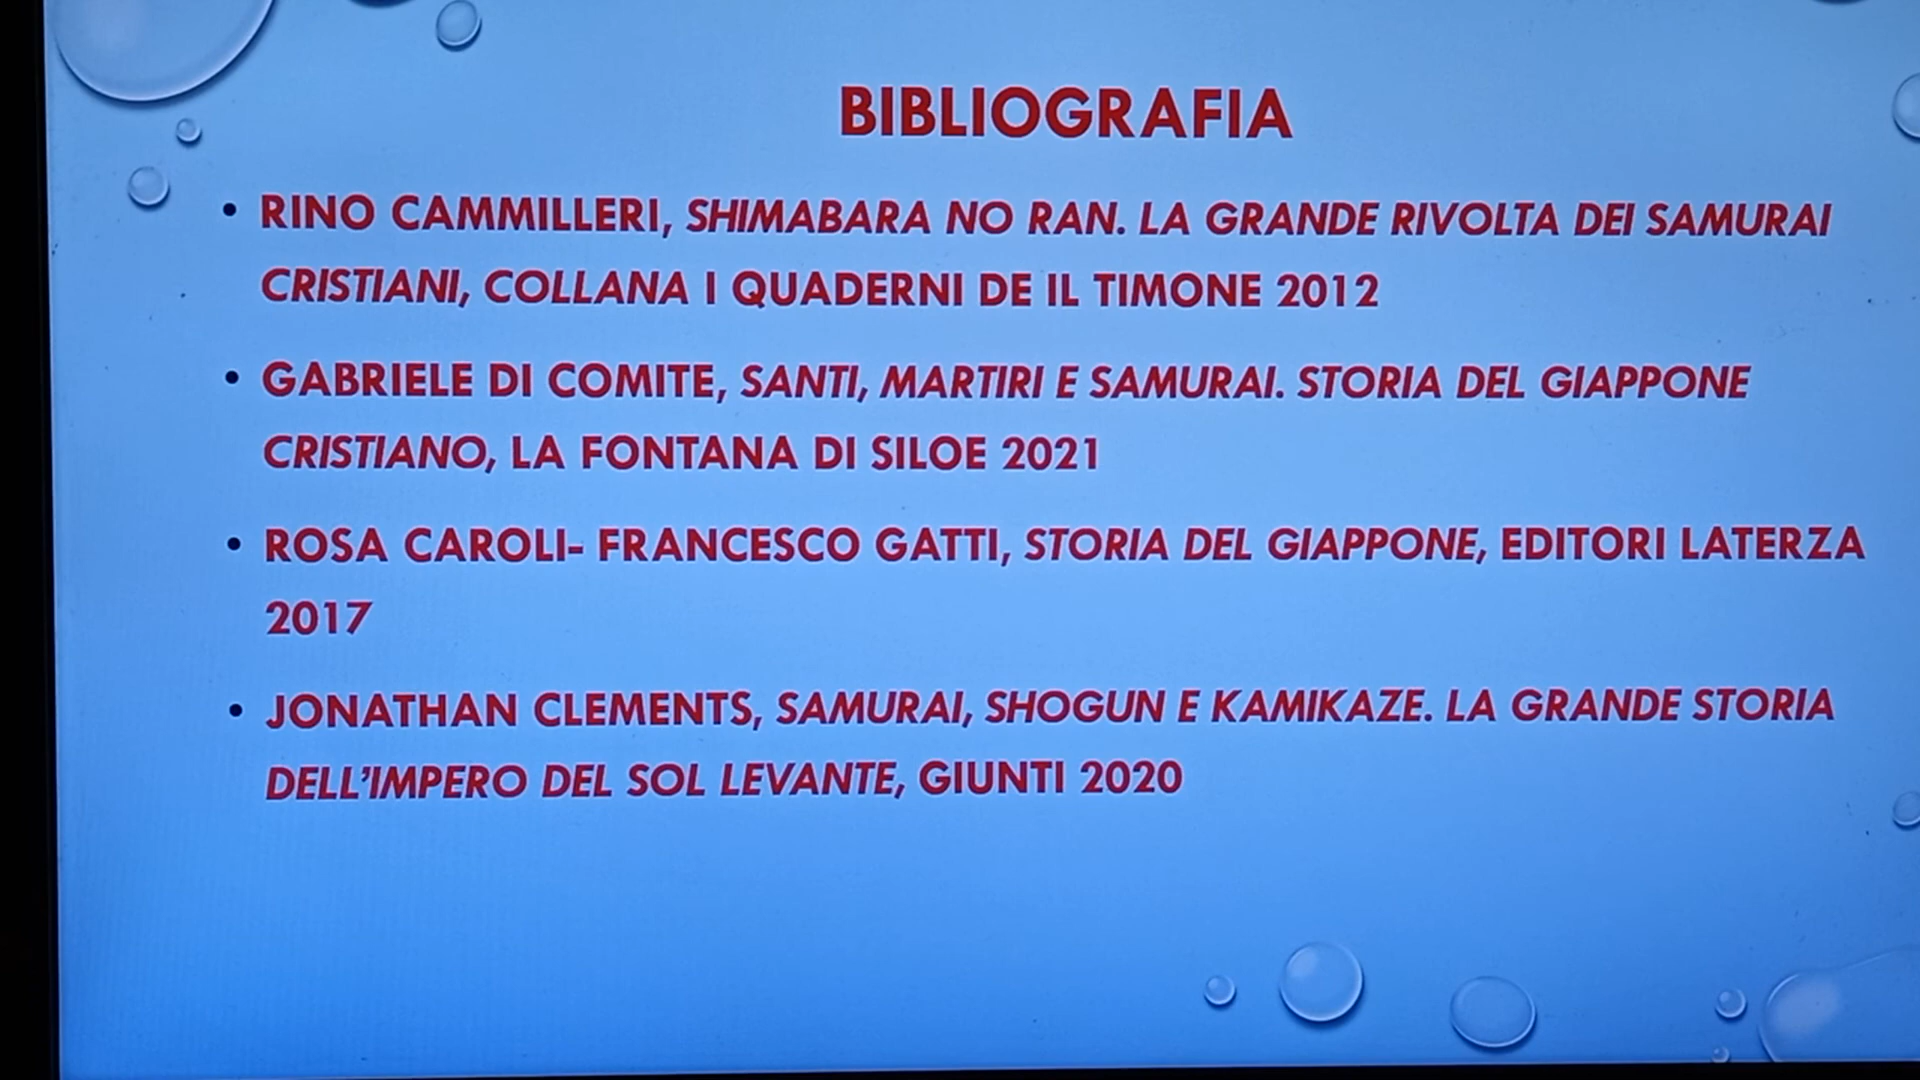 BIBLIOGRAFIA
• RINO CAMMILLERI, SHIMABARA NO RAN. LA GRANDE RIVOLTA DEI SAMURAI
CRISTIANI, COLLANA I QUADERNI DE IL TIMONE 2012
• GABRIELE DI COMITE, SANTI, MARTIRI E SAMURAI. STORIA DEL GIAPPONE
CRISTIANO, LA FONTANA DI SILOE 2021
• ROSA CAROLI- FRANCESCO GATTI, STORIA DEL GIAPPONE, EDITORI LATERZA
2017
• JONATHAN CLEMENTS, SAMURAI, SHOGUN E KAMIKAZE. LA GRANDE STORIA
DELL’IMPERO DEL SOL LEVANTE, GIUNTI 2020